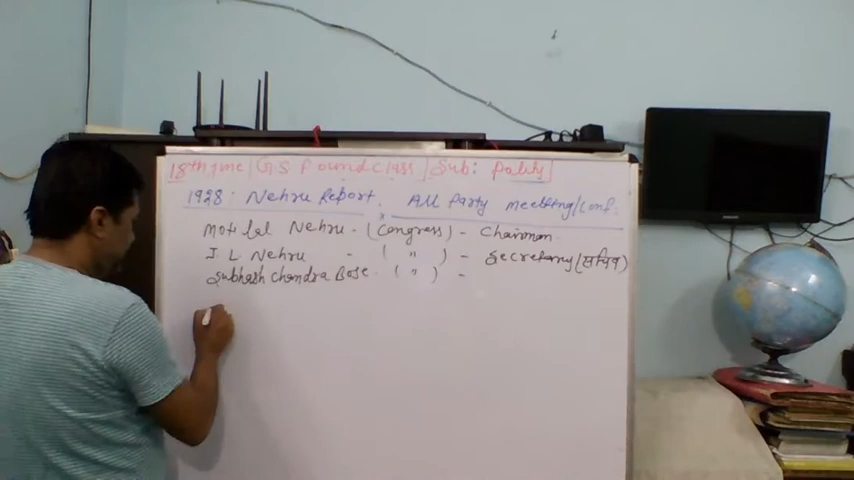 18th June | GS Found Class | Sub: Polity |
1928: Nehru Report. All Party Meeting/Conf:
Motilal Nehru - (Congress) - Chairman
J. L Nehru - ( " ) - Secretary (सचिव)
Subhash Chandra Bose. ( " ) -